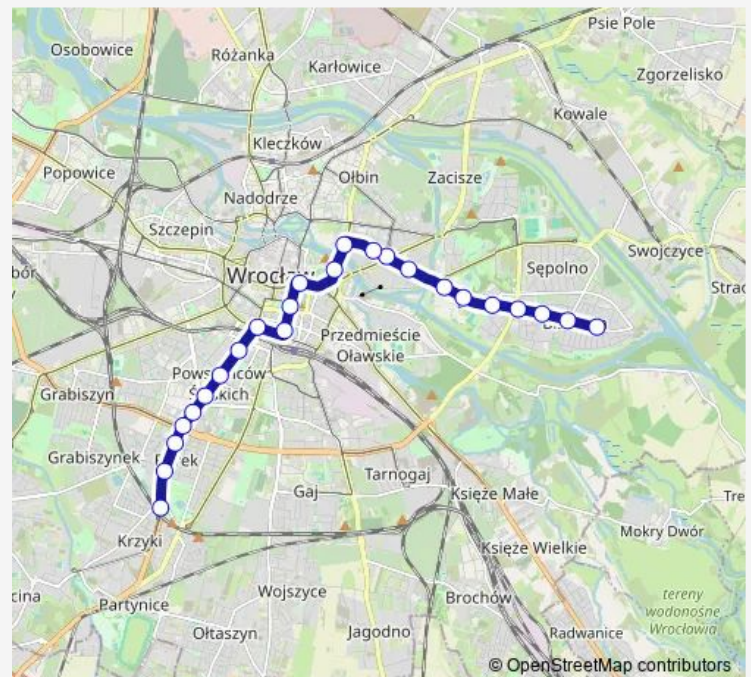 Psie Pole
Osobowice
Różanka
Karłowice
Zgorzelisko
Kowale
Kleczków
Popowice
Ołbin
Zacisze
Nadodrze
Szczepin
Swojczyce
Wrocław
Sępolno
Przedmieście
Oławskie
Grabiszyn
Grabiszynek
Tarnogaj
Gaj
Księże Małe
Krzyki
Mokry Dwór
Księże Wielkie
Wojszyce
Brochów
tereny
wodonośne
Wrocławia
Partynice
Ołtaszyn
Jagodno
Radwanice
© OpenStreetMap contributors